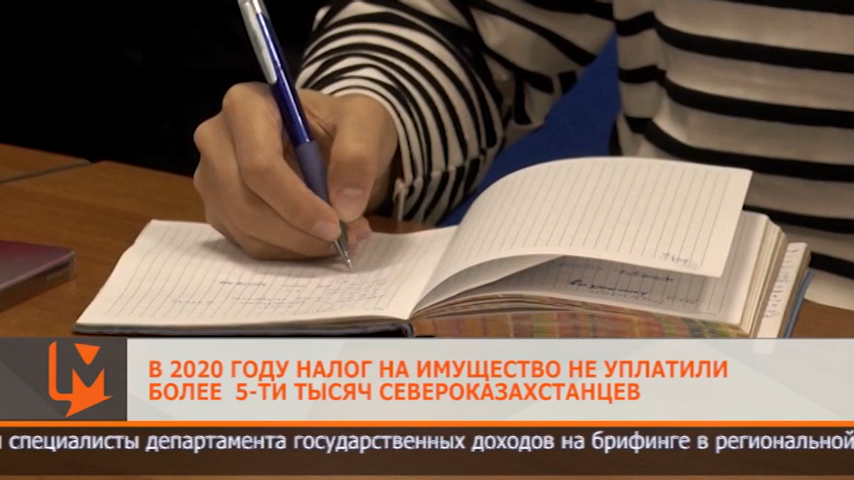 В 2020 ГОДУ НАЛОГ НА ИМУЩЕСТВО НЕ УПЛАТИЛИ
БОЛЕЕ 5-ТИ ТЫСЯЧ СЕВЕРОКАЗАХСТАНЦЕВ
специалисты департамента государственных доходов на брифинге в региональной